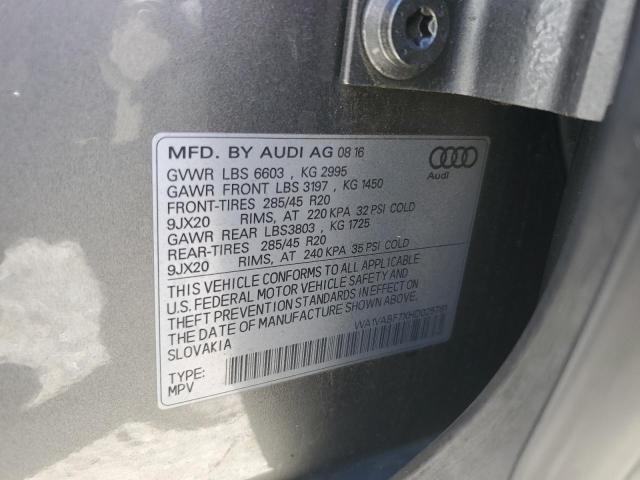 MFD. BY AUDI AG 08 16
Audi
GVWR LBS 6603 , KG 2995
GAWR FRONT LBS 3197 , KG 1450
FRONT-TIRES 285/45 R20
9JX20 RIMS, AT 220 KPA 32 PSI COLD
GAWR REAR LBS3803 , KG 1725
REAR-TIRES 285/45 R20
9JX20 RIMS, AT 240 KPA 35 PSI COLD
THIS VEHICLE CONFORMS TO ALL APPLICABLE
U.S. FEDERAL MOTOR VEHICLE SAFETY AND
THEFT PREVENTION STANDARDS IN EFFECT ON
THE DATE OF MANUFACTURE SHOWN ABOVE.
SLOVAKIA
TYPE:
MPV